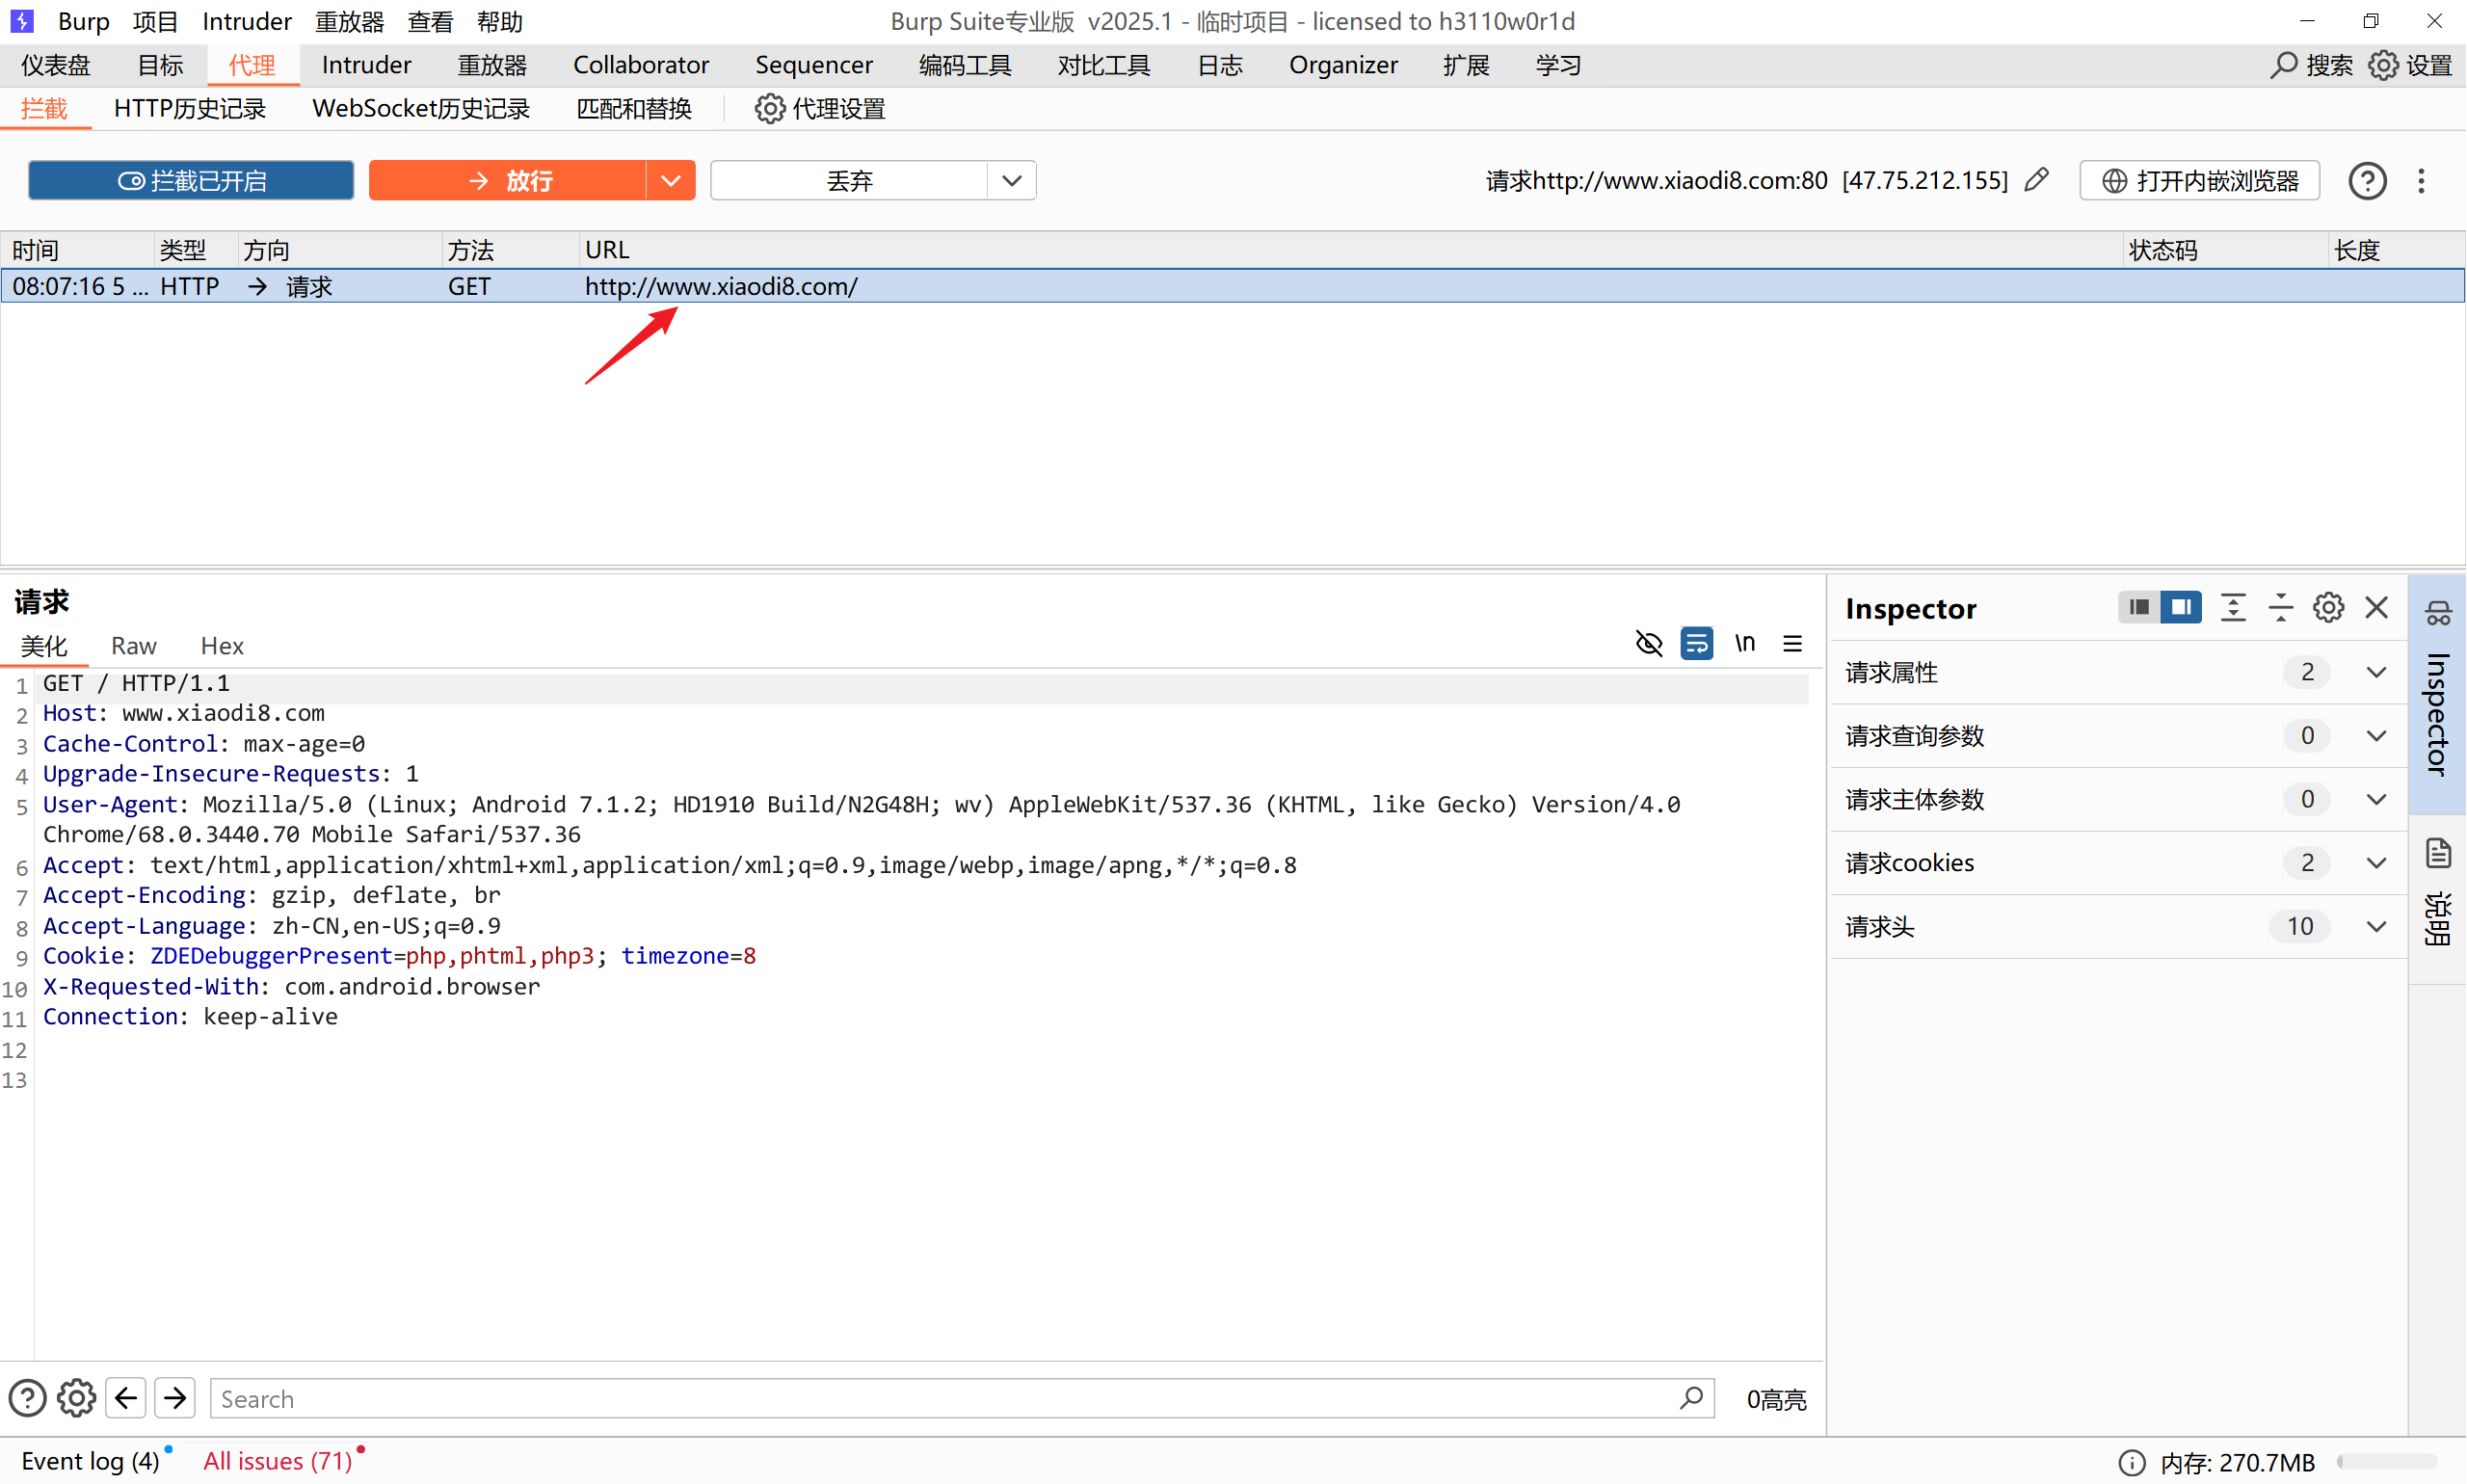 Burp 项目 Intruder 重放器 查看 帮助 Burp Suite专业版 v2025.1 - 临时项目 - licensed to h3110w0r1d
仪表盘 目标 代理 Intruder 重放器 Collaborator Sequencer 编码工具 对比工具 日志 Organizer 扩展 学习 搜索 设置
拦截 HTTP历史记录 WebSocket历史记录 匹配和替换 代理设置
拦截已开启 放行 丢弃 请求http://www.xiaodi8.com:80 [47.75.212.155] 打开内嵌浏览器
时间 类型 方向 方法 URL 状态码 长度
08:07:16 5 ... HTTP → 请求 GET http://www.xiaodi8.com/
请求
美化 Raw Hex \n
1 GET / HTTP/1.1
2 Host: www.xiaodi8.com
3 Cache-Control: max-age=0
4 Upgrade-Insecure-Requests: 1
5 User-Agent: Mozilla/5.0 (Linux; Android 7.1.2; HD1910 Build/N2G48H; wv) AppleWebKit/537.36 (KHTML, like Gecko) Version/4.0
Chrome/68.0.3440.70 Mobile Safari/537.36
6 Accept: text/html,application/xhtml+xml,application/xml;q=0.9,image/webp,image/apng,*/*;q=0.8
7 Accept-Encoding: gzip, deflate, br
8 Accept-Language: zh-CN,en-US;q=0.9
9 Cookie: ZDEDebuggerPresent=php,phtml,php3; timezone=8
10 X-Requested-With: com.android.browser
11 Connection: keep-alive
12
13
Inspector
请求属性 2
请求查询参数 0
请求主体参数 0
请求cookies 2
请求头 10
Inspector
说明
Search 0高亮
Event log (4) All issues (71) 内存: 270.7MB